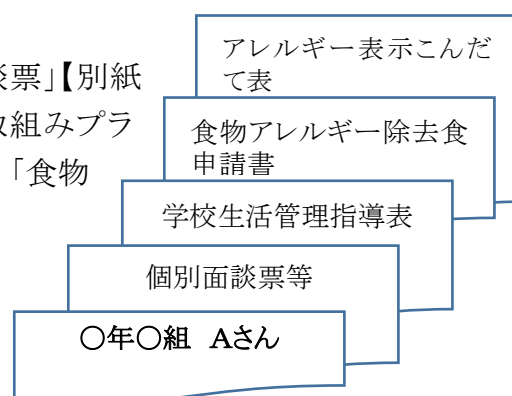 談票」【別紙
取組みプラ
「食物
アレルギー表示こんだ
て表
食物アレルギー除去食
申請書
学校生活管理指導表
個別面談票等
〇年〇組 Aさん